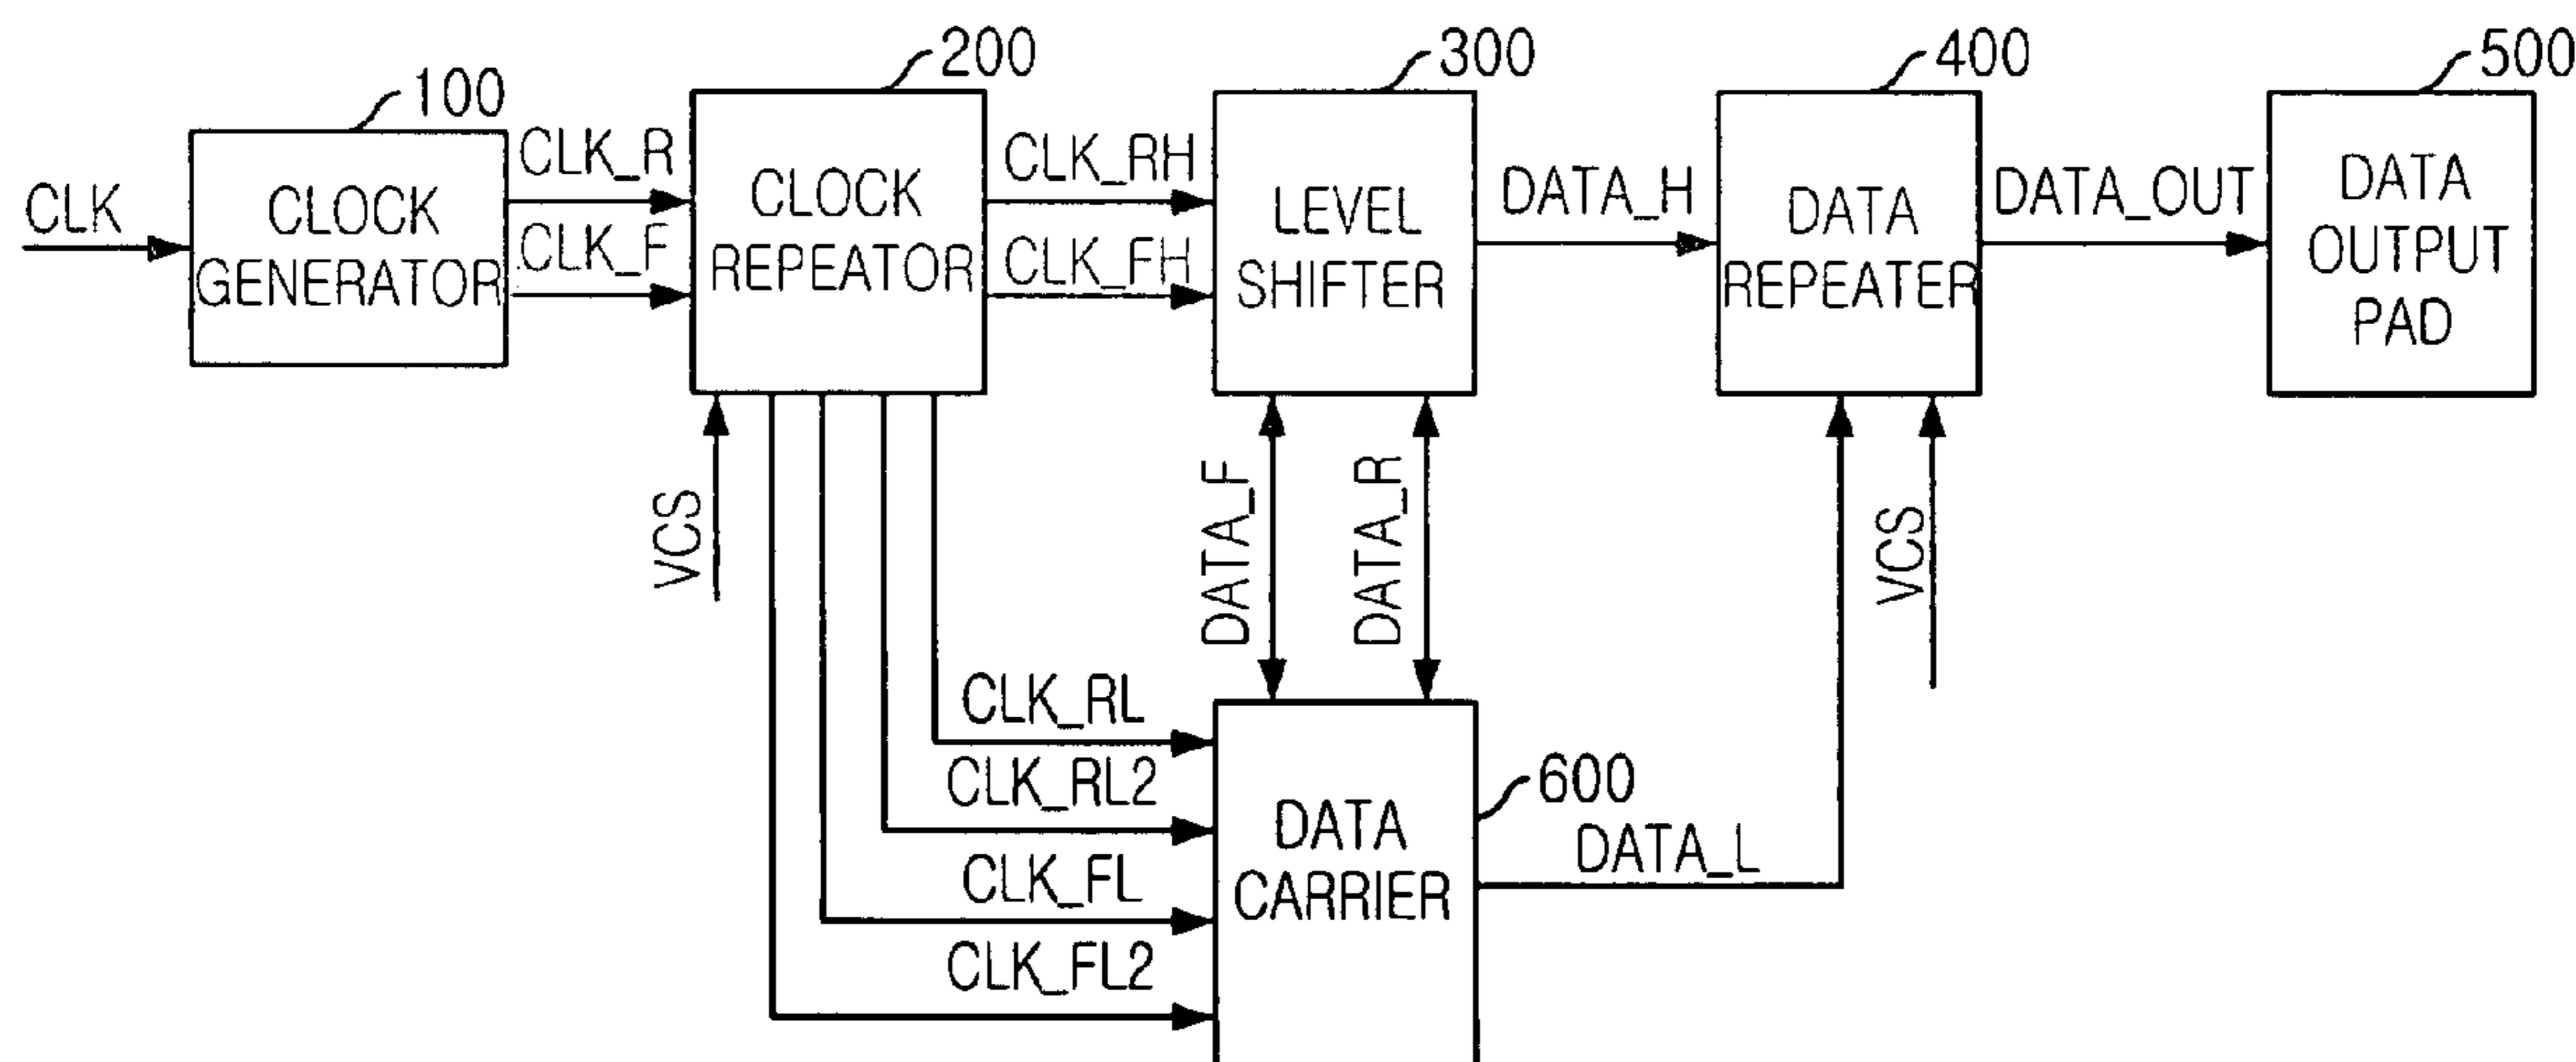 100
200
300
400
500
CLK
CLOCK
GENERATOR
CLK_R
CLK_F
CLOCK
REPEATOR
CLK_RH
CLK_FH
LEVEL
SHIFTER
DATA_H
DATA
REPEATER
DATA_OUT
DATA
OUTPUT
PAD
VCS
DATA_F
DATA_R
VCS
CLK_RL
CLK_RL2
CLK_FL
CLK_FL2
DATA
CARRIER
600
DATA_L